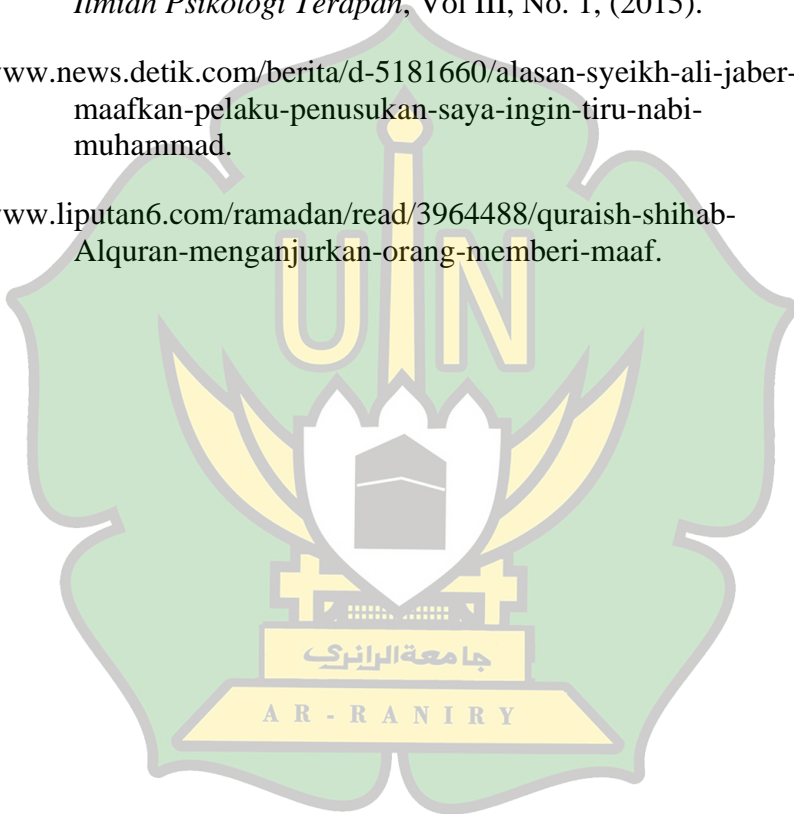 Ilmiah Psikologi Terapan, Vol III, No. 1, (2015).
www.news.detik.com/berita/d-5181660/alasan-syeikh-ali-jaber-
maafkan-pelaku-penusukan-saya-ingin-tiru-nabi-
muhammad.
www.liputan6.com/ramadan/read/3964488/quraish-shihab-
Alquran-menganjurkan-orang-memberi-maaf.
UIN
جامعة الرانري
AR-RANIRY